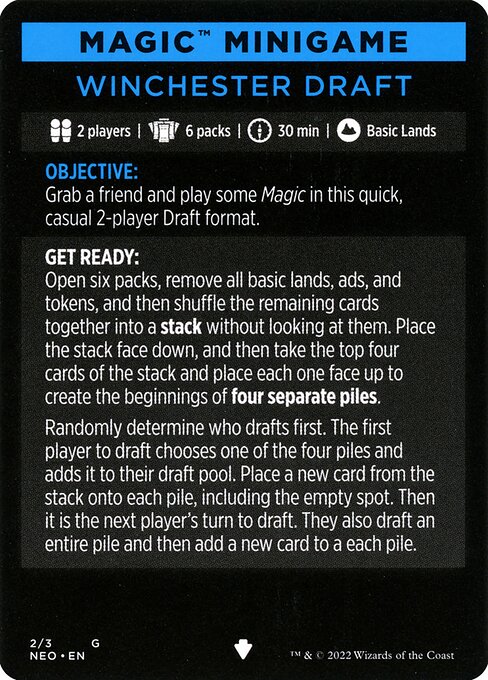 MAGIC™ MINIGAME
WINCHESTER DRAFT
2 players | 6 packs | 30 min | Basic Lands
OBJECTIVE:
Grab a friend and play some Magic in this quick,
casual 2-player Draft format.
GET READY:
Open six packs, remove all basic lands, ads, and
tokens, and then shuffle the remaining cards
together into a stack without looking at them. Place
the stack face down, and then take the top four
cards of the stack and place each one face up to
create the beginnings of four separate piles.
Randomly determine who drafts first. The first
player to draft chooses one of the four piles and
adds it to their draft pool. Place a new card from the
stack onto each pile, including the empty spot. Then
it is the next player's turn to draft. They also draft an
entire pile and then add a new card to a each pile.
2/3 G
NEO • EN ™ & © 2022 Wizards of the Coast